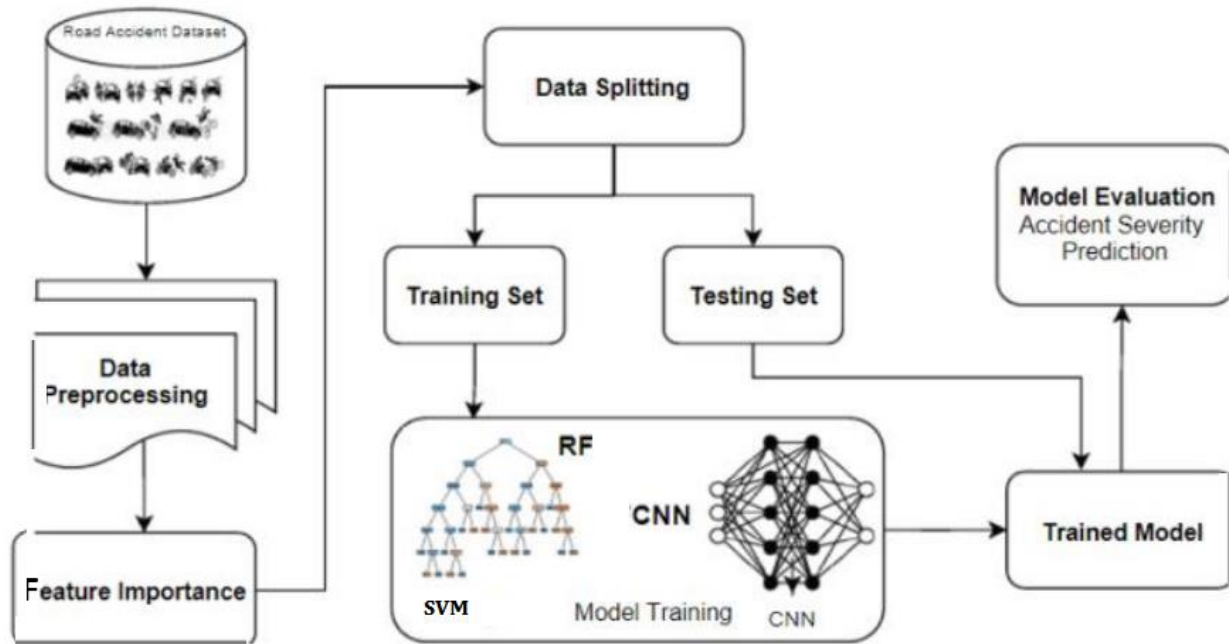 Road Accident Dataset
Data
Preprocessing
Feature Importance
Data Splitting
Training Set
Testing Set
RF
CNN
SVM
Model Training
CNN
Trained Model
Model Evaluation
Accident Severity
Prediction